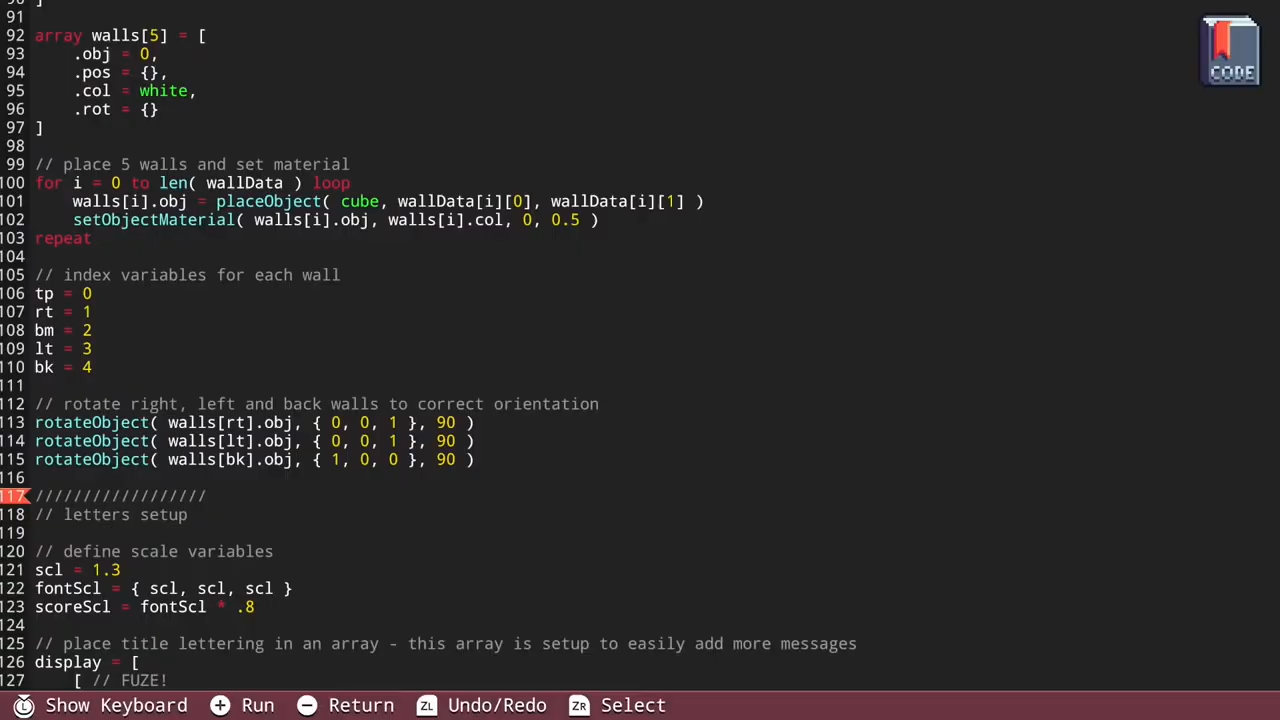 ]
91
92 array walls[5] = [
93 .obj = 0,
94 .pos = {},
95 .col = white,
96 .rot = {}
97 ]
98
99 // place 5 walls and set material
100 for i = 0 to len( wallData ) loop
101 walls[i].obj = placeObject( cube, wallData[i][0], wallData[i][1] )
102 setObjectMaterial( walls[i].obj, walls[i].col, 0, 0.5 )
103 repeat
104
105 // index variables for each wall
106 tp = 0
107 rt = 1
108 bm = 2
109 lt = 3
110 bk = 4
111
112 // rotate right, left and back walls to correct orientation
113 rotateObject( walls[rt].obj, { 0, 0, 1 }, 90 )
114 rotateObject( walls[lt].obj, { 0, 0, 1 }, 90 )
115 rotateObject( walls[bk].obj, { 1, 0, 0 }, 90 )
116
117 //////////////////
118 // letters setup
119
120 // define scale variables
121 scl = 1.3
122 fontScl = { scl, scl, scl }
123 scoreScl = fontScl * .8
124
125 // place title lettering in an array - this array is setup to easily add more messages
126 display = [
127 [ // FUZE!
CODE
Show Keyboard + Run - Return ZL Undo/Redo ZR Select